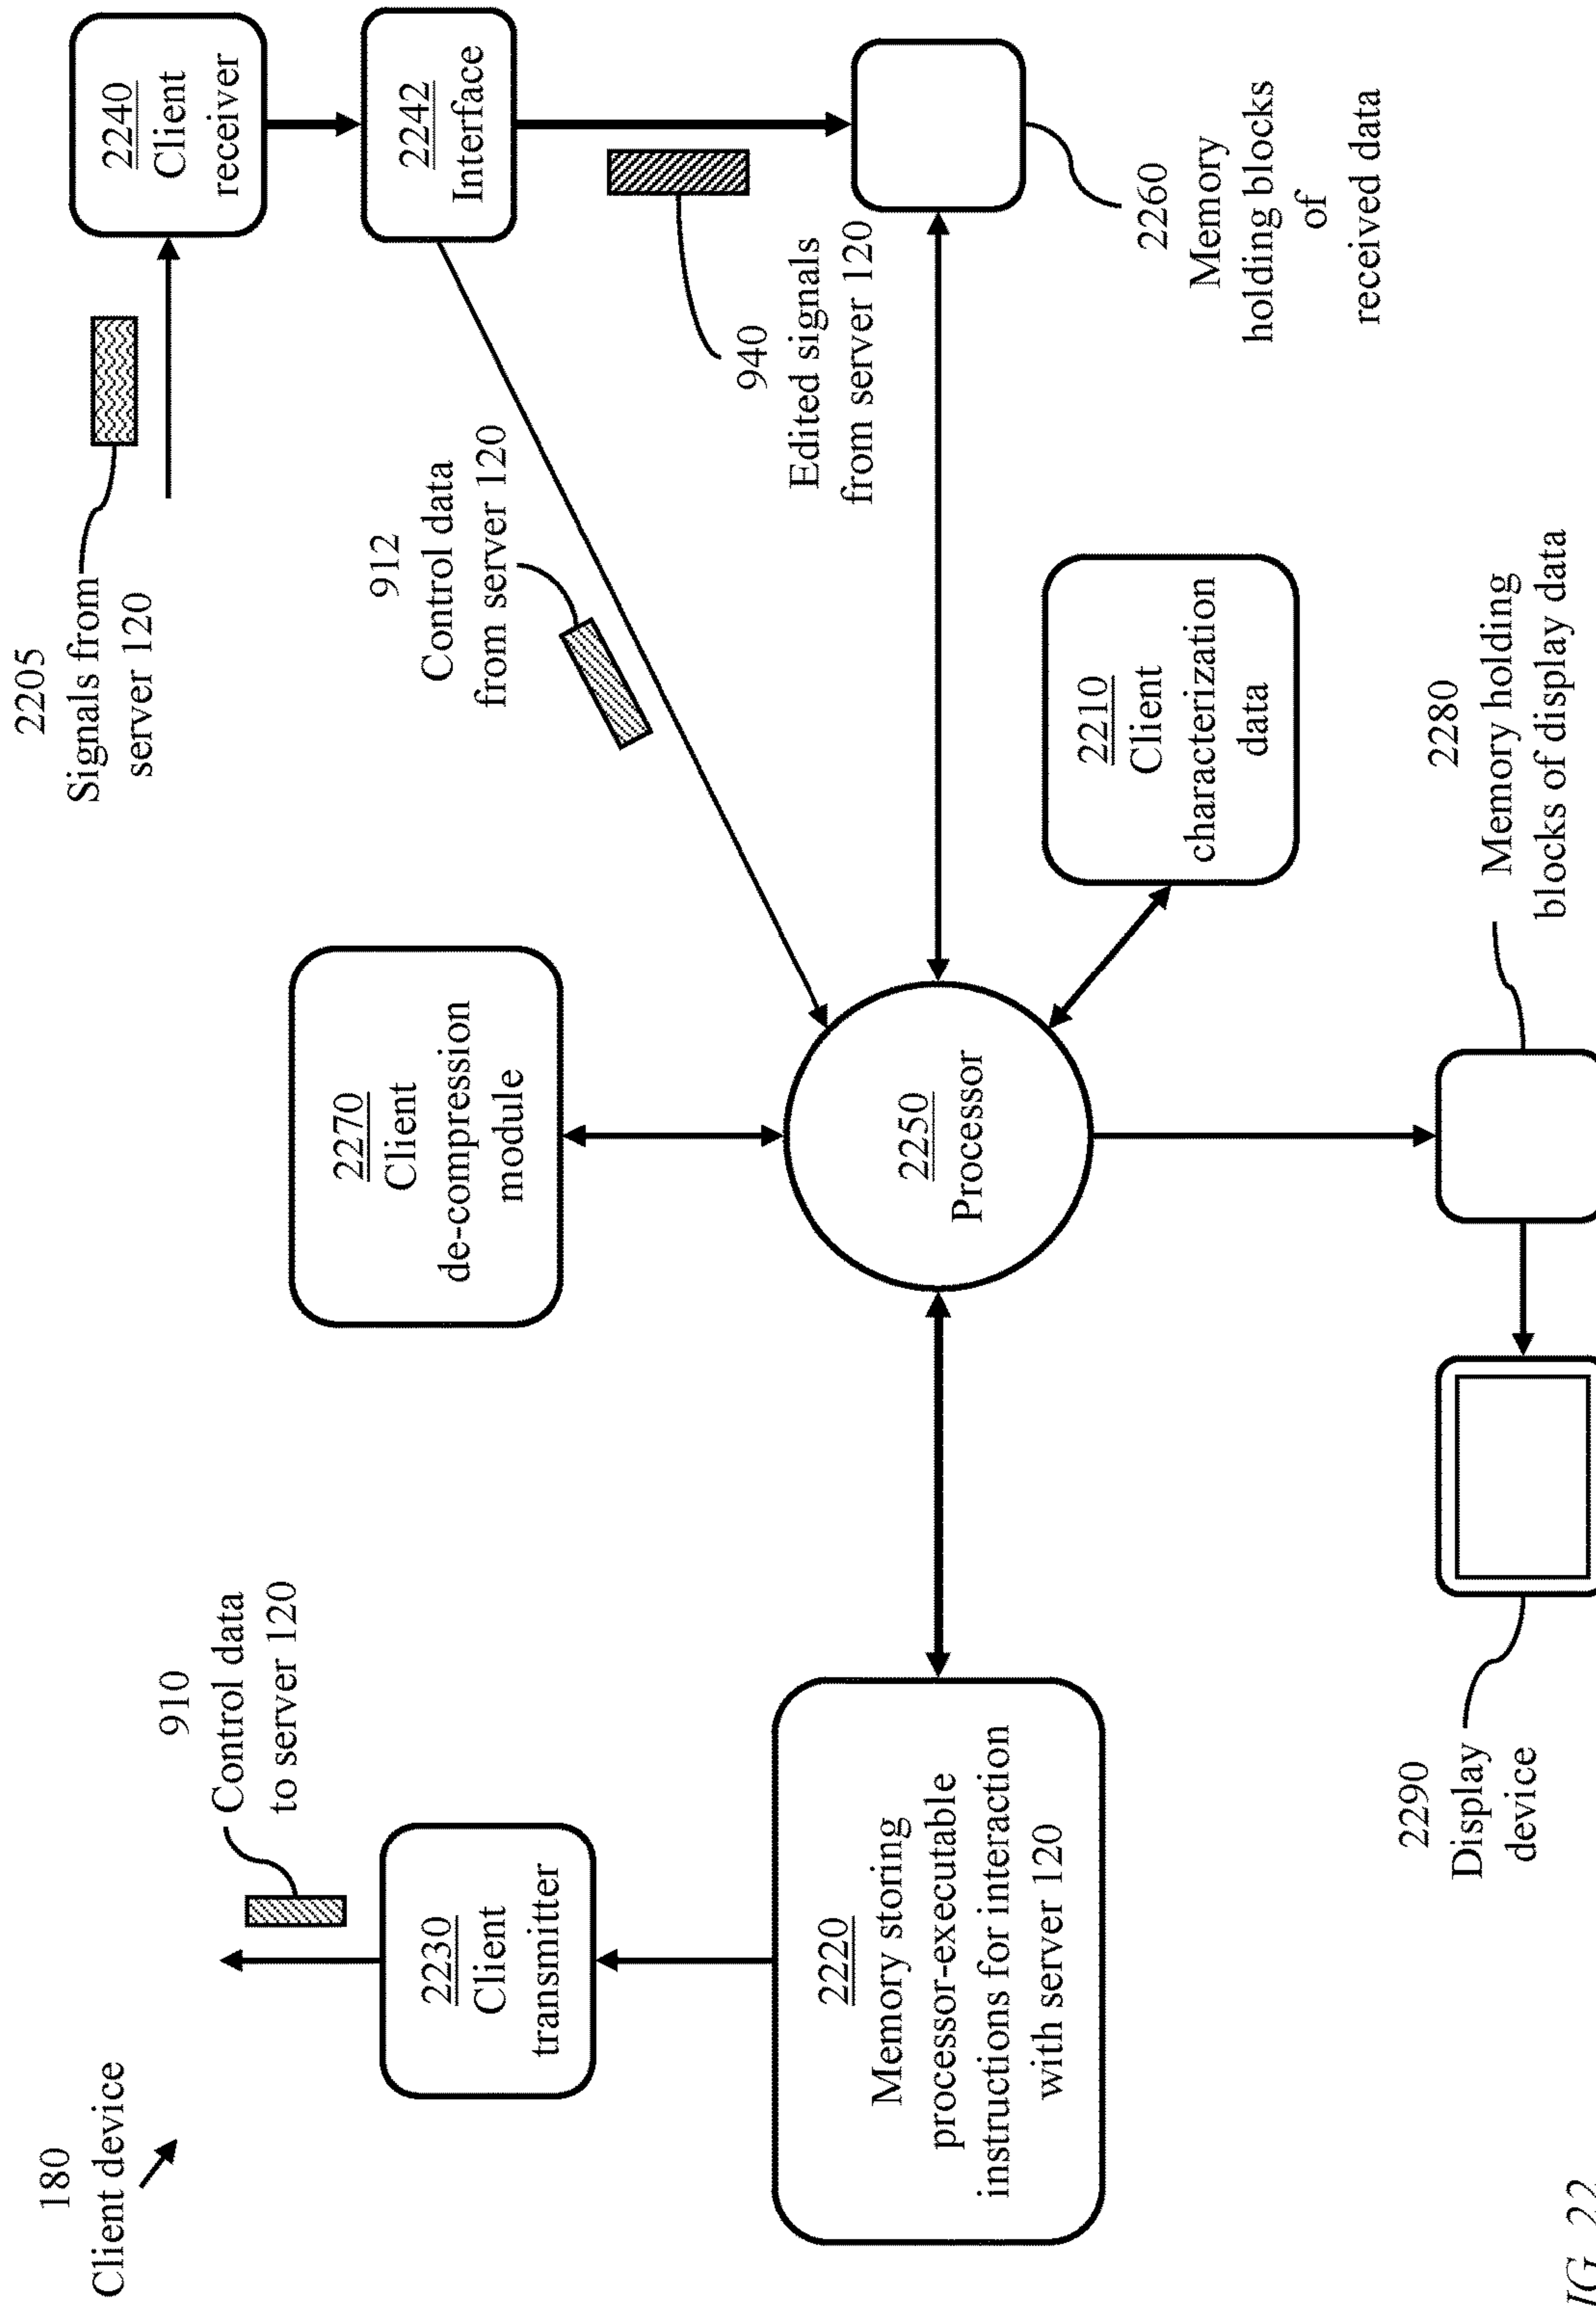 180
Client device
910
Control data
to server 120
2230
Client
transmitter
2220
Memory storing
processor-executable
instructions for interaction
with server 120
2270
Client
de-compression
module
2250
Processor
2205
Signals from
server 120
2240
Client
receiver
2242
Interface
912
Control data
from server 120
940
Edited signals
from server 120
2260
Memory
holding blocks
of
received data
2210
Client
characterization
data
2280
Memory holding
blocks of display data
2290
Display
device
IG. 22